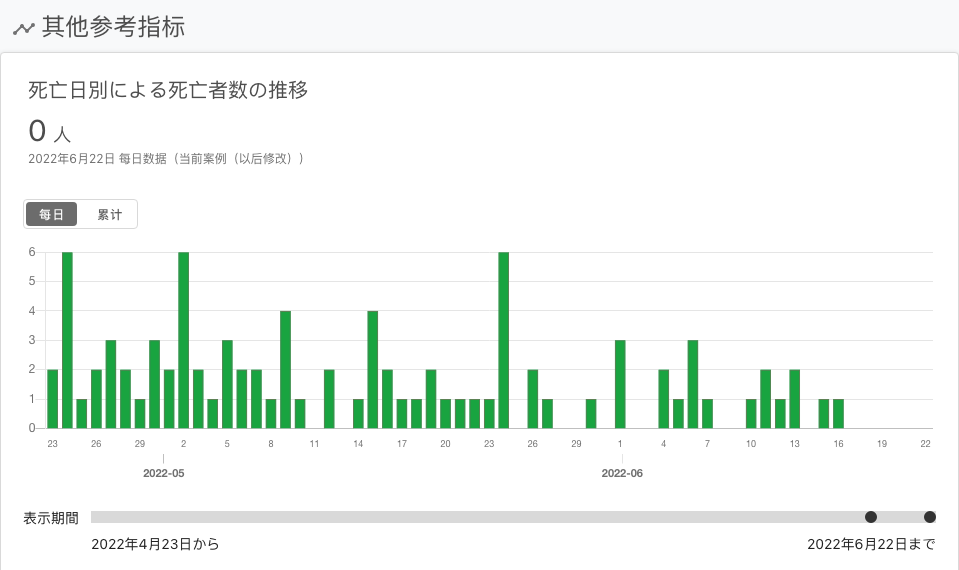 其他参考指标
死亡日別による死亡者数の推移
0 人
2022年6月22日 每日数据（当前案例（以后修改））
每日 累计
6
5
4
3
2
1
0
23 26 29 2 5 8 11 14 17 20 23 26 29 1 4 7 10 13 16 19 22
2022-05 2022-06
表示期間
2022年4月23日から 2022年6月22日まで